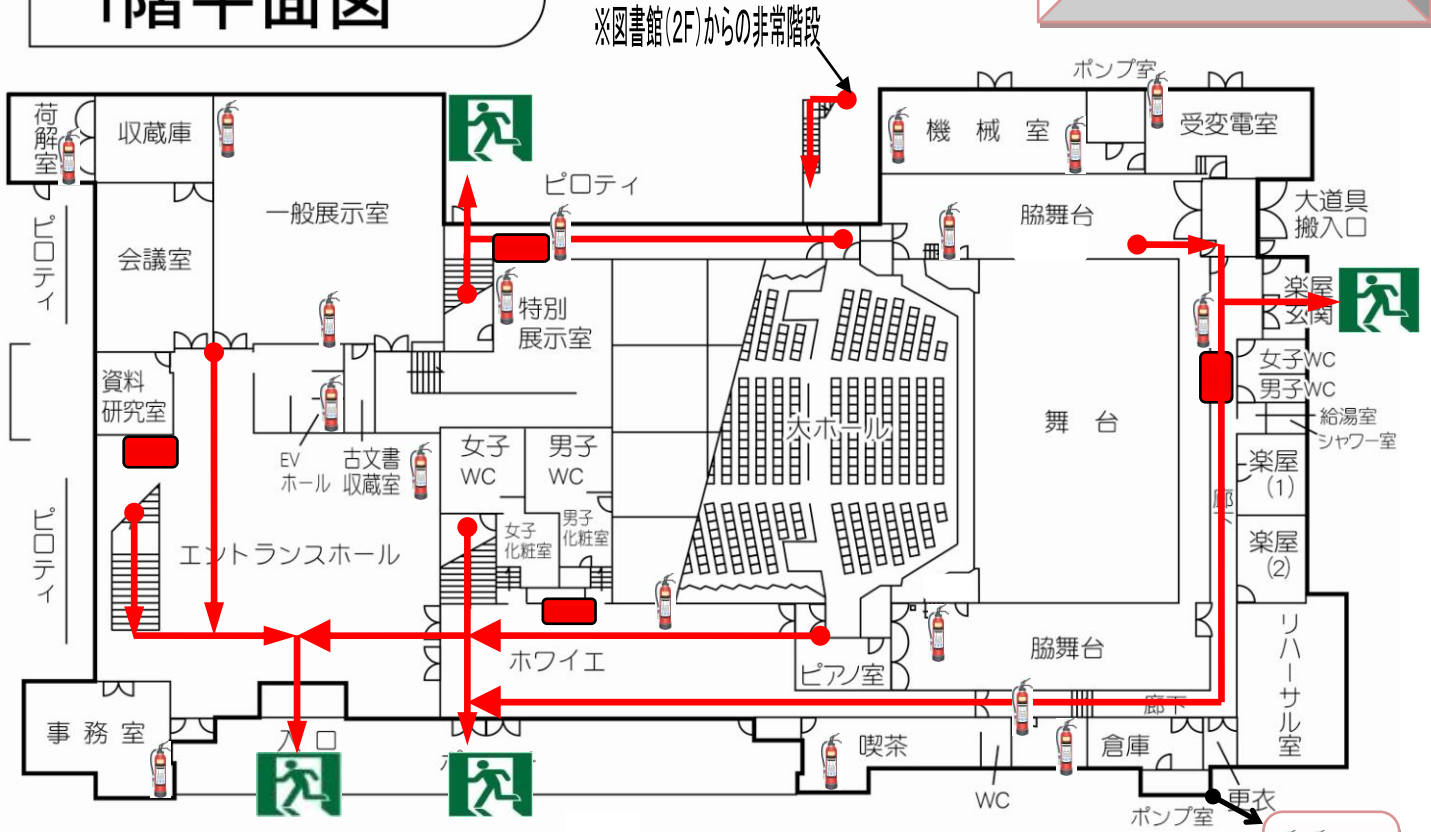 1階平面図
※図書館(2F)からの非常階段
ポンプ室
荷解室
収蔵庫
機械室
受変電室
ピロティ
一般展示室
脇舞台
大道具
搬入口
ピロティ
会議室
楽屋
玄関
特別
展示室
女子WC
男子WC
資料
研究室
給湯室
シャワー室
大ホール
舞台
EV
ホール
古文書
収蔵室
女子
WC
男子
WC
楽屋
(1)
廊下
ピロティ
エントランスホール
女子
化粧室
男子
化粧室
楽屋
(2)
ホワイエ
脇舞台
リハーサル室
ピアノ室
廊下
事務室
入口
喫茶
倉庫
WC
更衣
ポンプ室